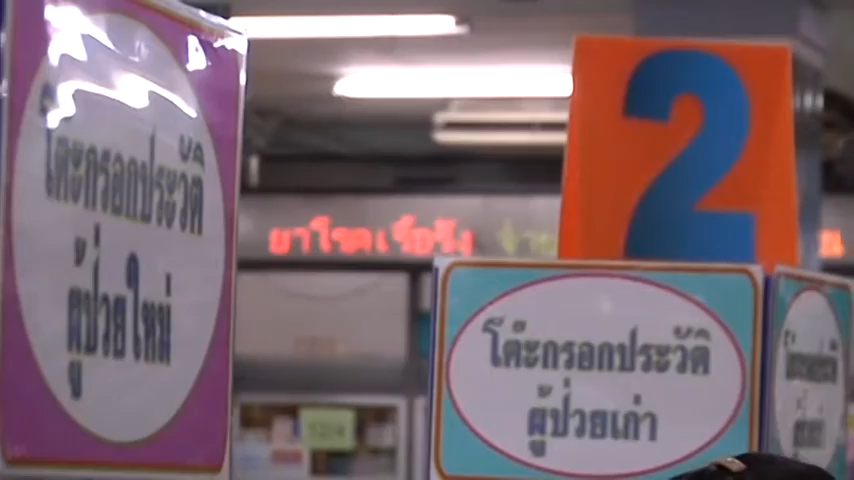 โต๊ะกรอกประวัติ
ผู้ป่วยใหม่
ยาโรคเรื้อรัง
2
โต๊ะกรอกประวัติ
ผู้ป่วยเก่า